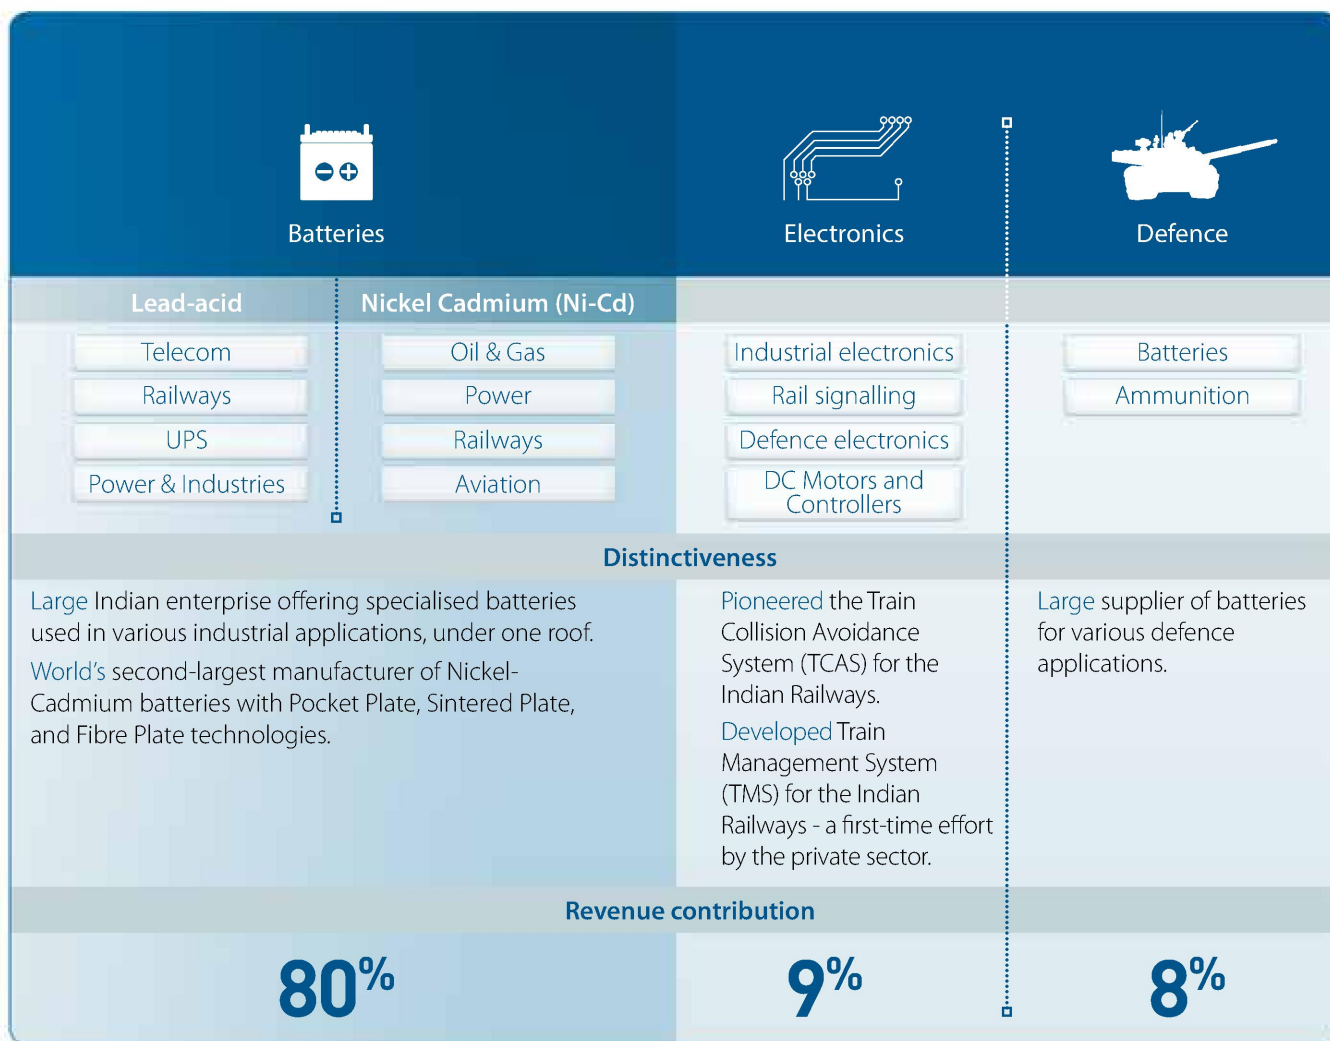 Batteries
Electronics
Defence
Lead-acid
Nickel Cadmium (Ni-Cd)
Telecom
Railways
UPS
Power & Industries
Oil & Gas
Power
Railways
Aviation
Industrial electronics
Rail signalling
Defence electronics
DC Motors and
Controllers
Batteries
Ammunition
Distinctiveness
Large Indian enterprise offering specialised batteries
used in various industrial applications, under one roof.
World's second-largest manufacturer of Nickel-
Cadmium batteries with Pocket Plate, Sintered Plate,
and Fibre Plate technologies.
Pioneered the Train
Collision Avoidance
System (TCAS) for the
Indian Railways.
Developed Train
Management System
(TMS) for the Indian
Railways - a first-time effort
by the private sector.
Large supplier of batteries
for various defence
applications.
Revenue contribution
80%
9%
8%